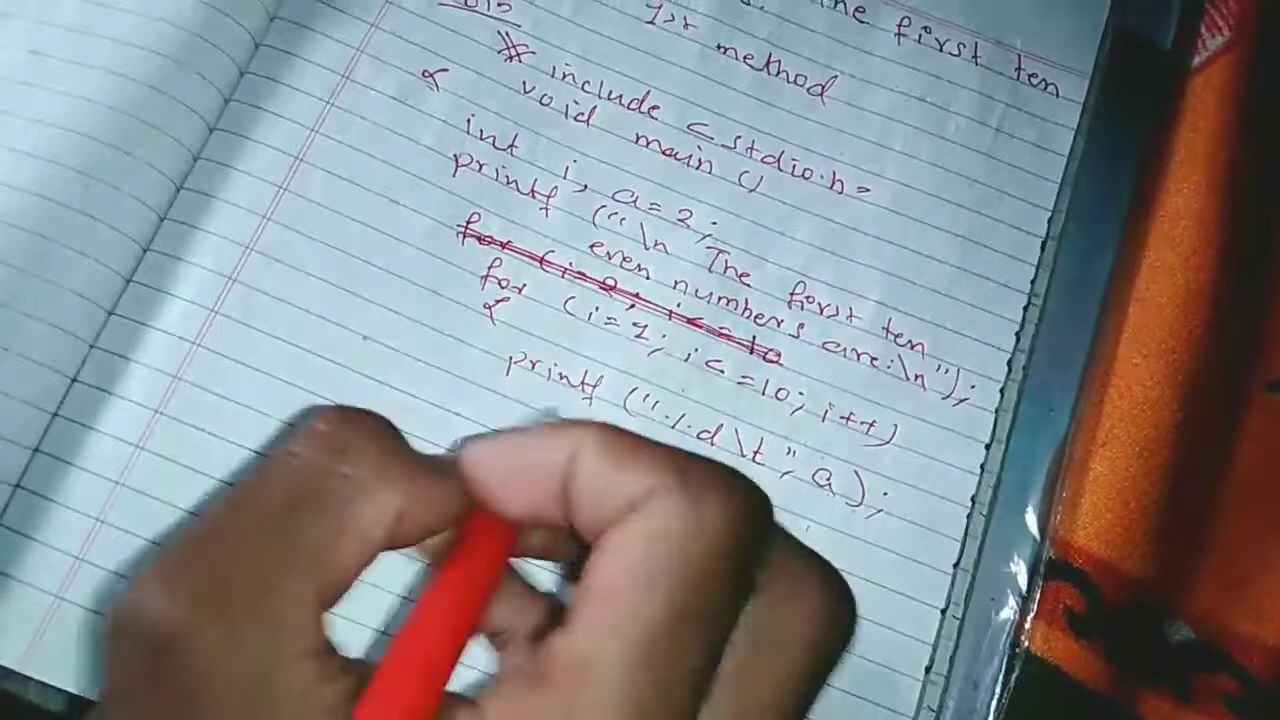 The first ten
1st method
# include <stdio.h>
void main ()
{
int i, a=2;
printf ("\n The first ten
even numbers are:\n");
for (i=0; i<=10
for (i=1; i<=10; i++)
{
printf ("%d\t", a);